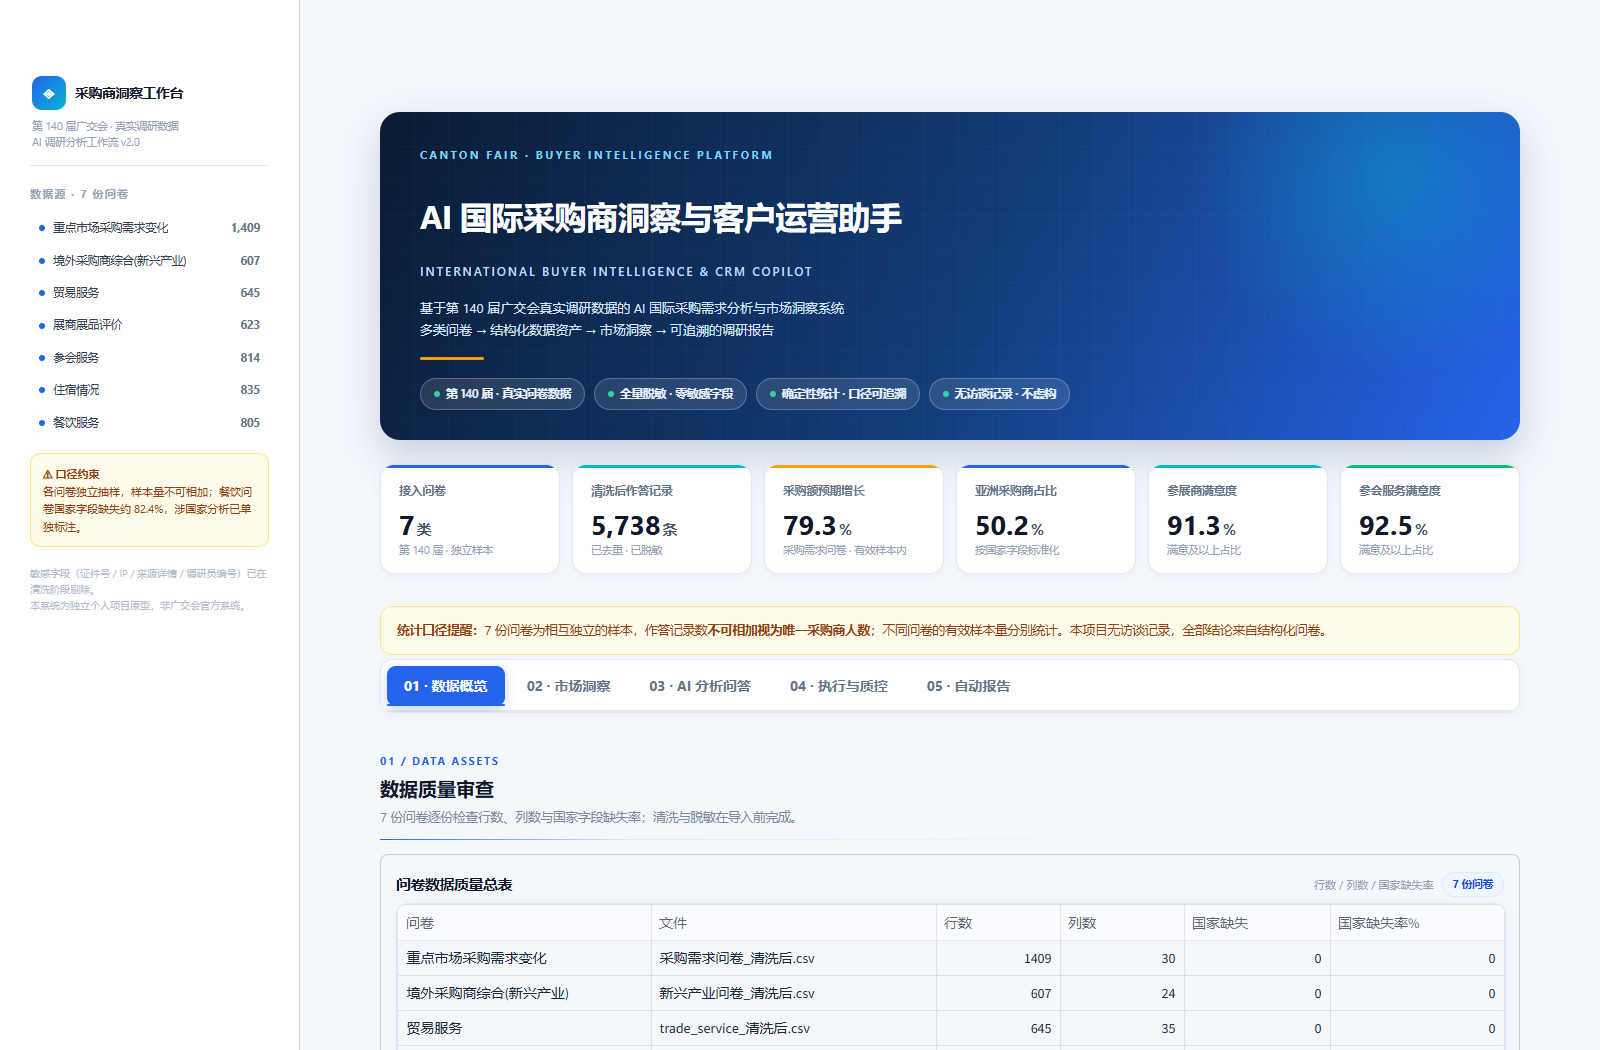 采购商洞察工作台
第 140 届广交会 · 真实调研数据
AI 调研分析工作流 v2.0
数据源 · 7 份问卷
重点市场采购需求变化 1,409
境外采购商综合(新兴产业) 607
贸易服务 645
展商展品评价 623
参会服务 814
住宿情况 835
餐饮服务 805
⚠ 口径约束
各问卷独立抽样，样本量不可相加；餐饮问
卷国家字段缺失约 82.4%，涉国家分析已单
独标注。
敏感字段（证件号 / IP / 来源详情 / 调研员编号）已在
清洗阶段剔除。
本系统为独立个人项目原型，非广交会官方系统。
CANTON FAIR · BUYER INTELLIGENCE PLATFORM
AI 国际采购商洞察与客户运营助手
INTERNATIONAL BUYER INTELLIGENCE & CRM COPILOT
基于第 140 届广交会真实调研数据的 AI 国际采购需求分析与市场洞察系统
多类问卷 → 结构化数据资产 → 市场洞察 → 可追溯的调研报告
第 140 届 · 真实问卷数据 全量脱敏 · 零敏感字段 确定性统计 · 口径可追溯 无访谈记录 · 不虚构
接入问卷
7 类
第 140 届 · 独立样本
清洗后作答记录
5,738 条
已去重 · 已脱敏
采购额预期增长
79.3 %
采购需求问卷 · 有效样本内
亚洲采购商占比
50.2 %
按国家字段标准化
参展商满意度
91.3 %
满意及以上占比
参会服务满意度
92.5 %
满意及以上占比
统计口径提醒：7 份问卷为相互独立的样本，作答记录数不可相加视为唯一采购商人数；不同问卷的有效样本量分别统计。本项目无访谈记录，全部结论来自结构化问卷。
01 · 数据概览 02 · 市场洞察 03 · AI 分析问答 04 · 执行与质控 05 · 自动报告
01 / DATA ASSETS
数据质量审查
7 份问卷逐份检查行数、列数与国家字段缺失率；清洗与脱敏在导入前完成。
问卷数据质量总表 行数 / 列数 / 国家缺失率 7 份问卷
问卷 文件 行数 列数 国家缺失 国家缺失率%
重点市场采购需求变化 采购需求问卷_清洗后.csv 1409 30 0 0
境外采购商综合(新兴产业) 新兴产业问卷_清洗后.csv 607 24 0 0
贸易服务 trade_service_清洗后.csv 645 35 0 0